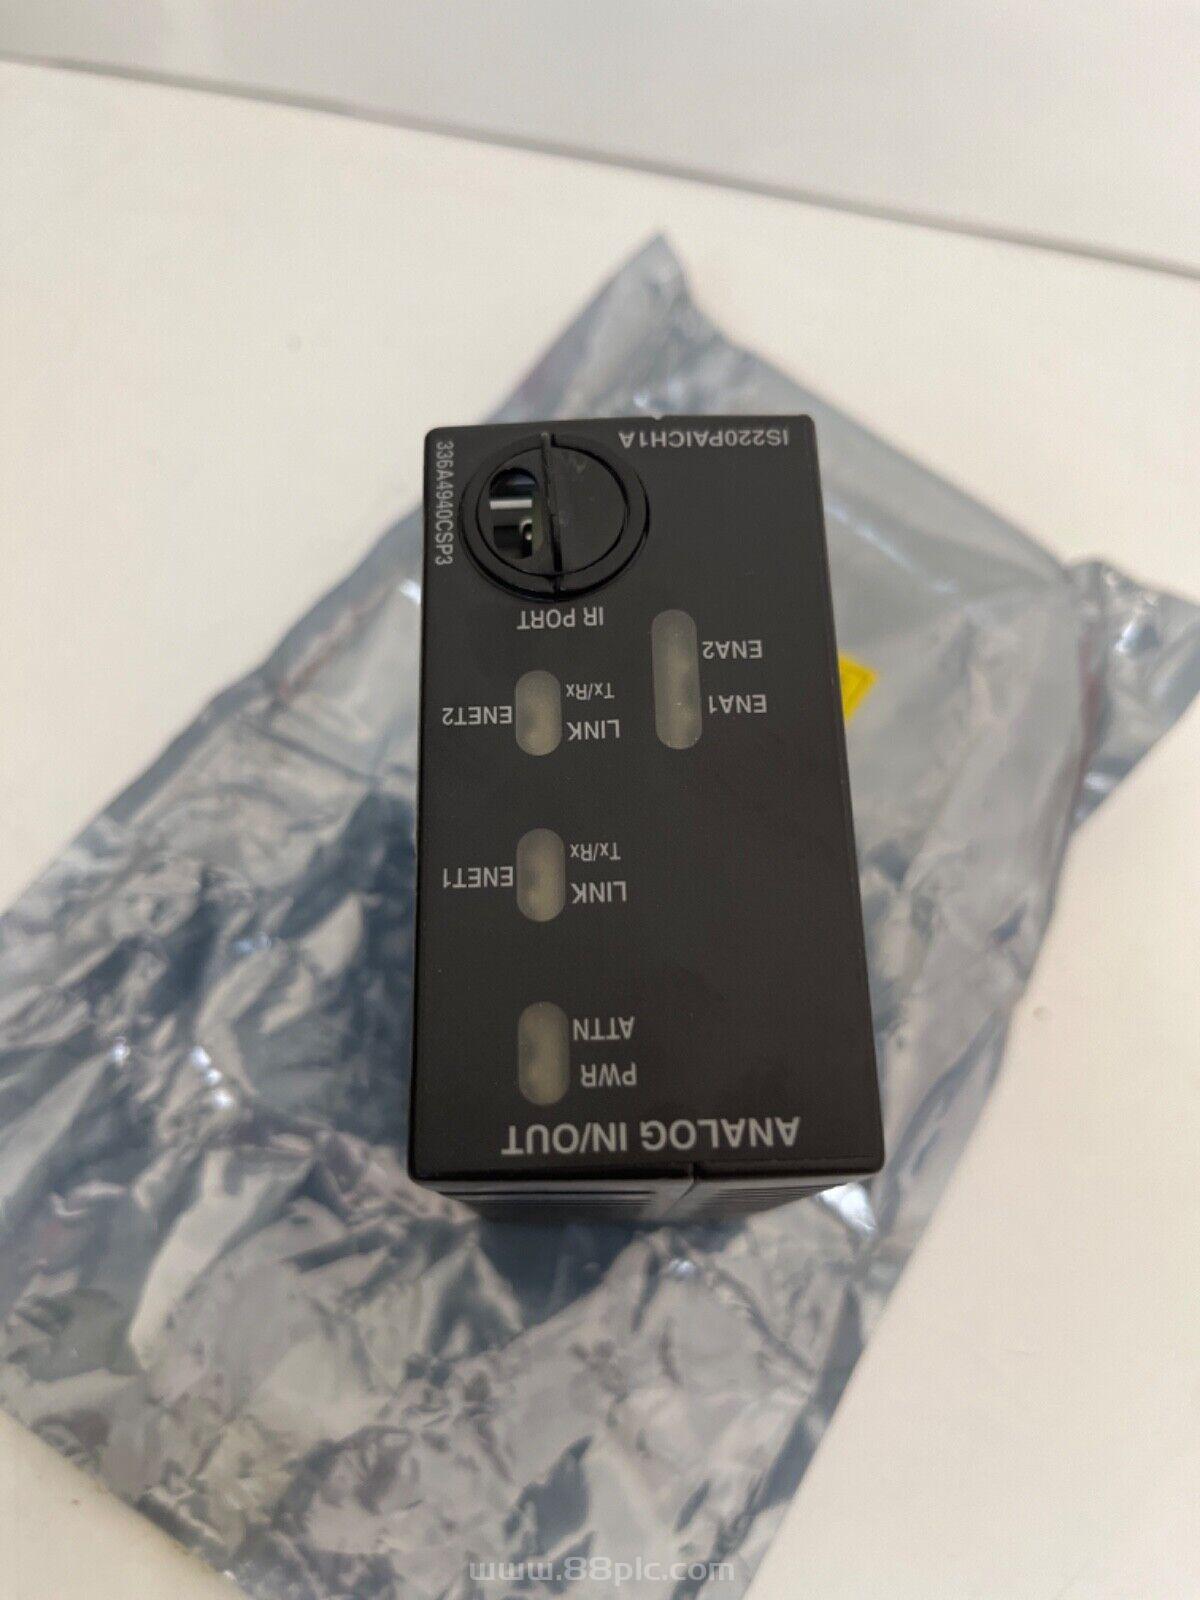 ANALOG IN/OUT
PWR
ATTN
LINK
ENET1
Tx/Rx
LINK
ENET2
Tx/Rx
ENA1
ENA2
IR PORT
IS220PAICH1A
336A4940CSP3
www.88plc.com